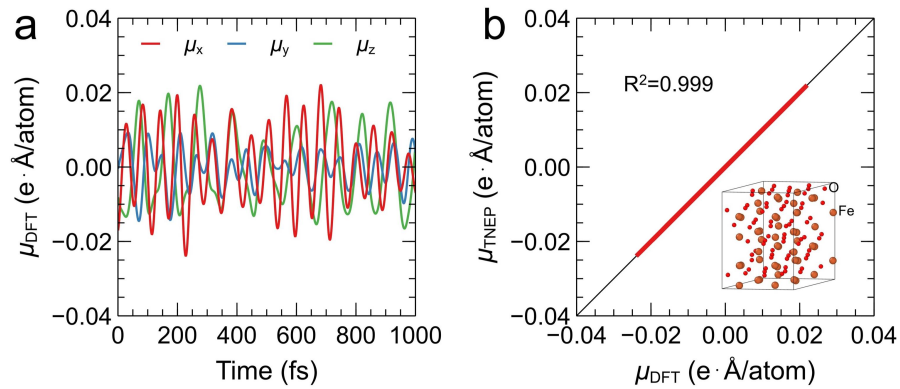 a
μx μy μz
0.04
0.02
0.00
−0.02
−0.04
μDFT (e·Å/atom)
0 200 400 600 800 1000
Time (fs)
b
R²=0.999
O
Fe
0.04
0.02
0.00
−0.02
−0.04
μTNEP (e·Å/atom)
−0.04 −0.02 0.00 0.02 0.04
μDFT (e·Å/atom)